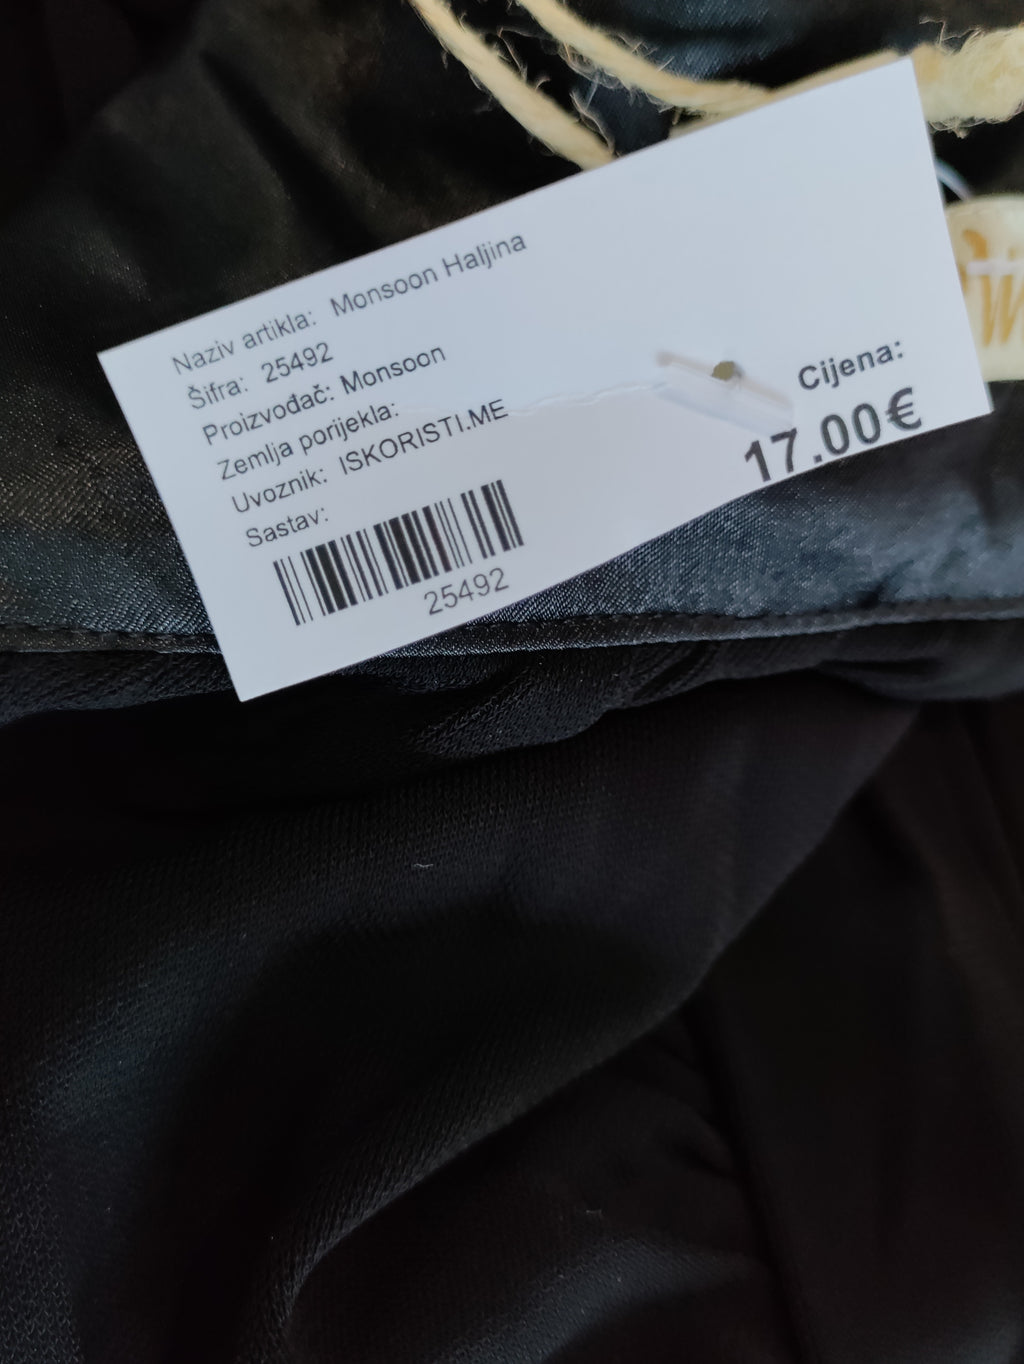 Naziv artikla: Monsoon Haljina
Šifra: 25492
Proizvođač: Monsoon
Zemlja porijekla:
Uvoznik: ISKORISTI.ME
Sastav:
25492
Cijena:
17.00€